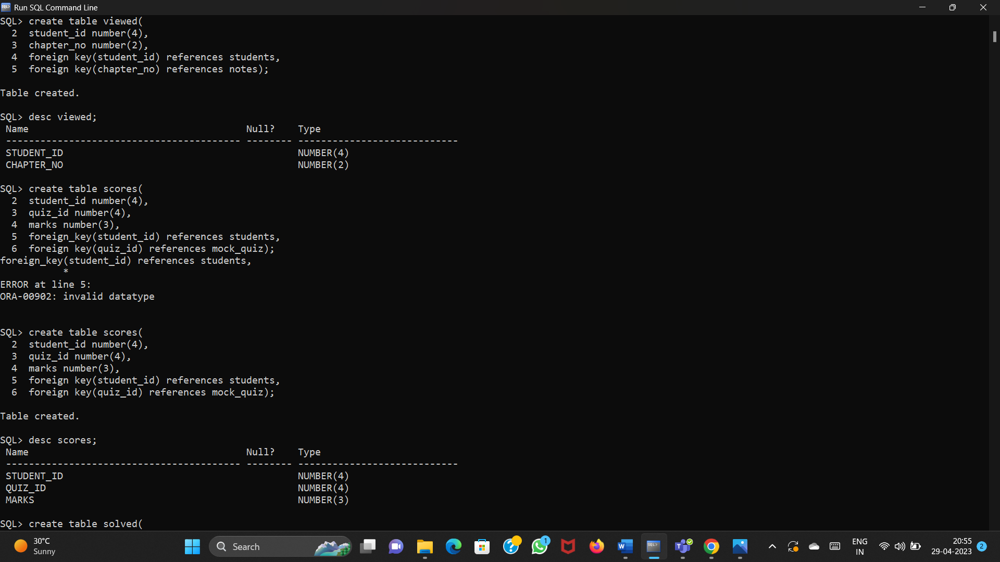 Run SQL Command Line
SQL> create table viewed(
  2  student_id number(4),
  3  chapter_no number(2),
  4  foreign key(student_id) references students,
  5  foreign key(chapter_no) references notes);
Table created.
SQL> desc viewed;
 Name                                      Null?    Type
 ----------------------------------------- -------- ----------------------------
 STUDENT_ID                                         NUMBER(4)
 CHAPTER_NO                                         NUMBER(2)
SQL> create table scores(
  2  student_id number(4),
  3  quiz_id number(4),
  4  marks number(3),
  5  foreign_key(student_id) references students,
  6  foreign key(quiz_id) references mock_quiz);
foreign_key(student_id) references students,
           *
ERROR at line 5:
ORA-00902: invalid datatype
SQL> create table scores(
  2  student_id number(4),
  3  quiz_id number(4),
  4  marks number(3),
  5  foreign key(student_id) references students,
  6  foreign key(quiz_id) references mock_quiz);
Table created.
SQL> desc scores;
 Name                                      Null?    Type
 ----------------------------------------- -------- ----------------------------
 STUDENT_ID                                         NUMBER(4)
 QUIZ_ID                                            NUMBER(4)
 MARKS                                              NUMBER(3)
SQL> create table solved(
30°C
Sunny
Search
1
ENG
IN
20:55
29-04-2023
2